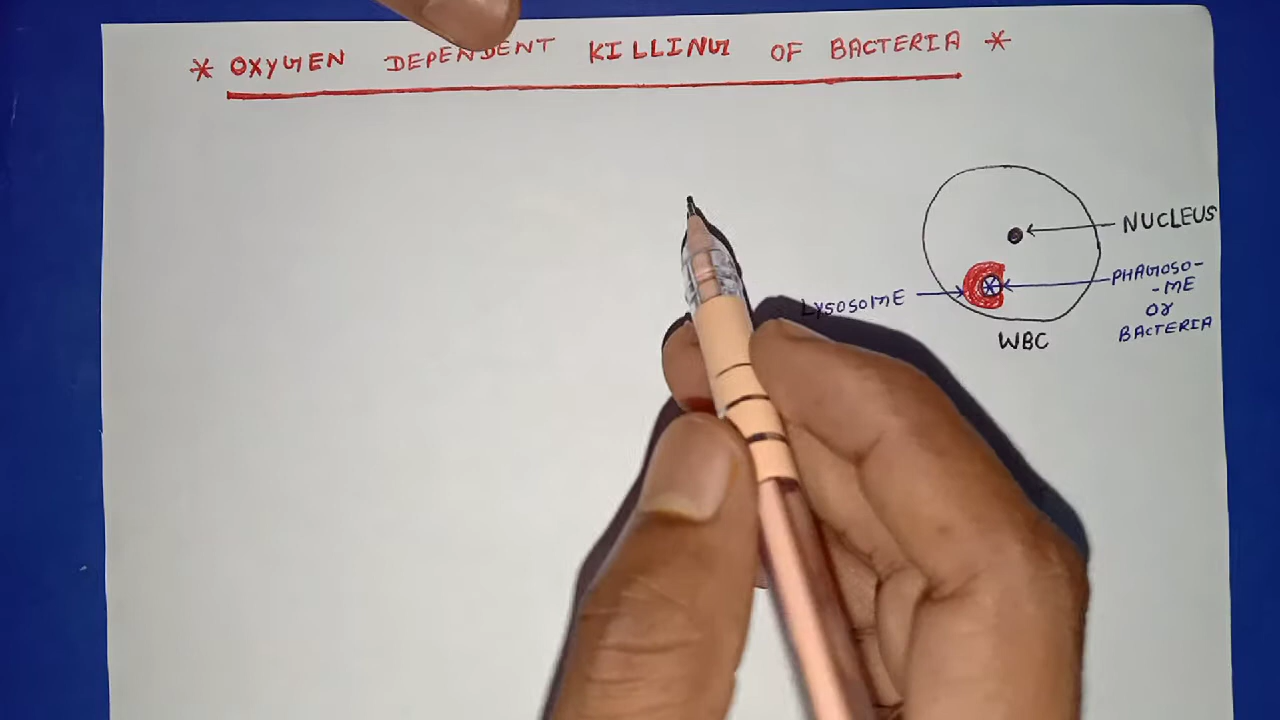 * OXYGEN DEPENDENT KILLING OF BACTERIA *
NUCLEUS
PHAGOSO-
-ME
or
BACTERIA
LYSOSOME
WBC